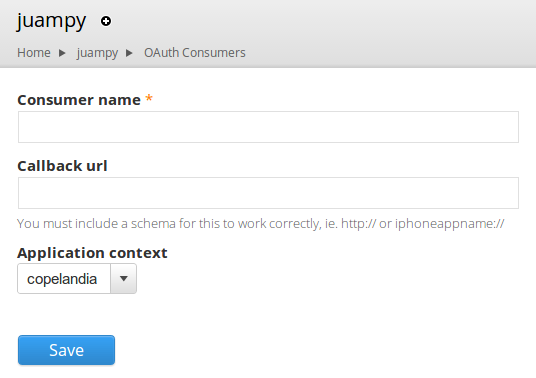 juampy
Home juampy OAuth Consumers
Consumer name *
Callback url
You must include a schema for this to work correctly, ie. http:// or iphoneappname://
Application context
copelandia
Save